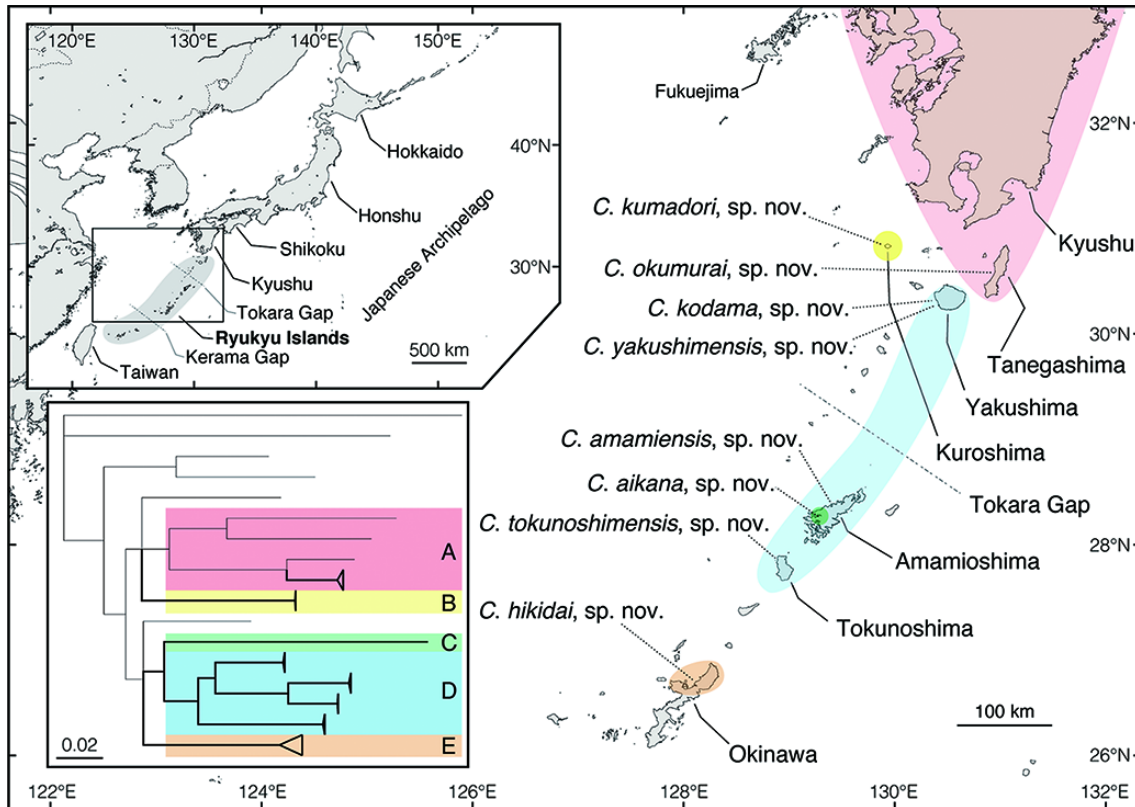 120°E
130°E
140°E
150°E
40°N
30°N
Hokkaido
Honshu
Shikoku
Kyushu
Japanese Archipelago
Tokara Gap
Ryukyu Islands
Kerama Gap
Taiwan
500 km
Fukuejima
32°N
30°N
28°N
26°N
C. kumadori, sp. nov.
C. okumurai, sp. nov.
C. kodama, sp. nov.
C. yakushimensis, sp. nov.
Kyushu
Tanegashima
Yakushima
Kuroshima
Tokara Gap
C. amamiensis, sp. nov.
C. aikana, sp. nov.
C. tokunoshimensis, sp. nov.
Amamioshima
Tokunoshima
C. hikidai, sp. nov.
Okinawa
100 km
A
B
C
D
E
0.02
122°E
124°E
126°E
128°E
130°E
132°E